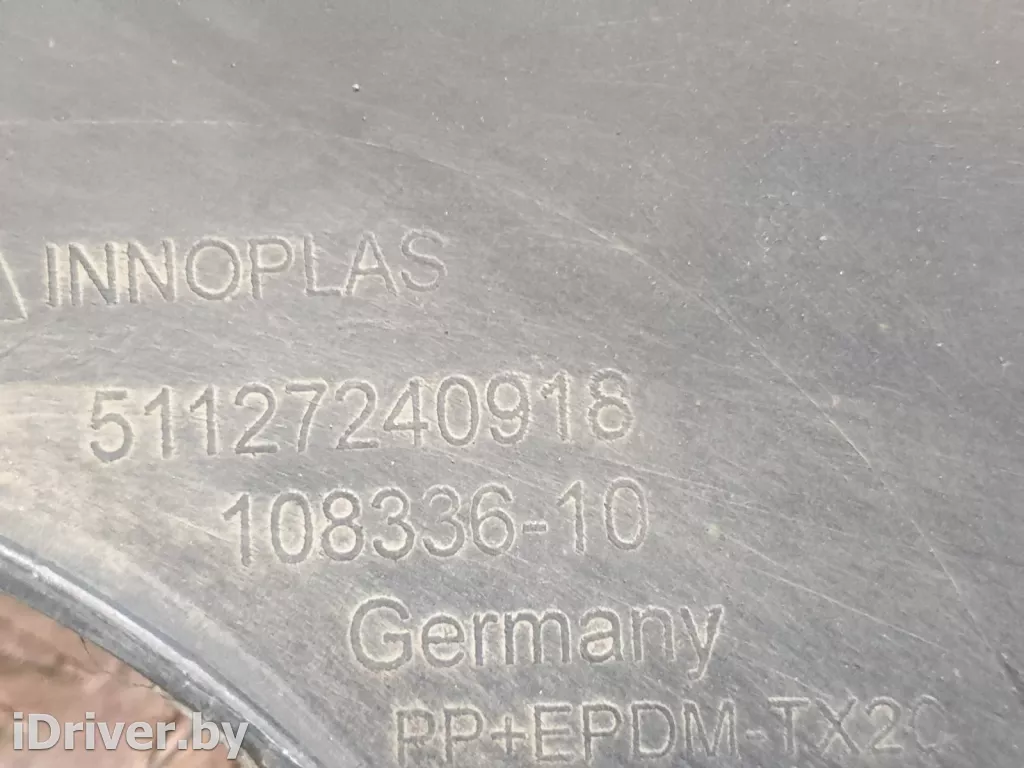 INNOPLAS
51127240918
108336-10
Germany
PP+EPDM-TX20
iDriver.by